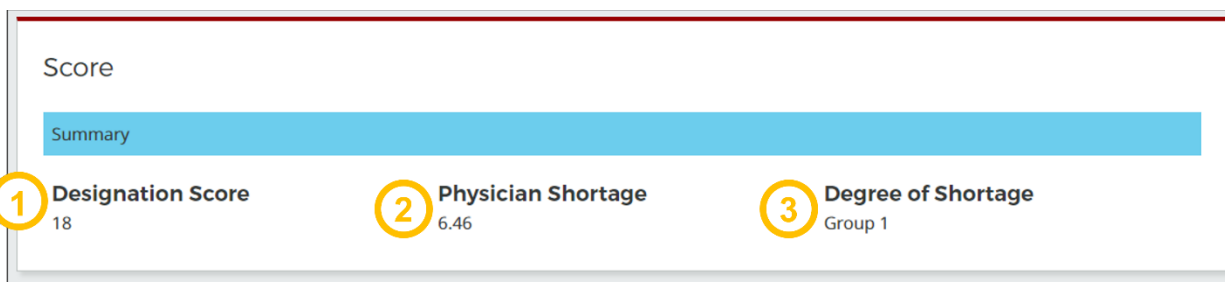 Score
Summary
1 Designation Score 2 Physician Shortage 3 Degree of Shortage
18 6.46 Group 1